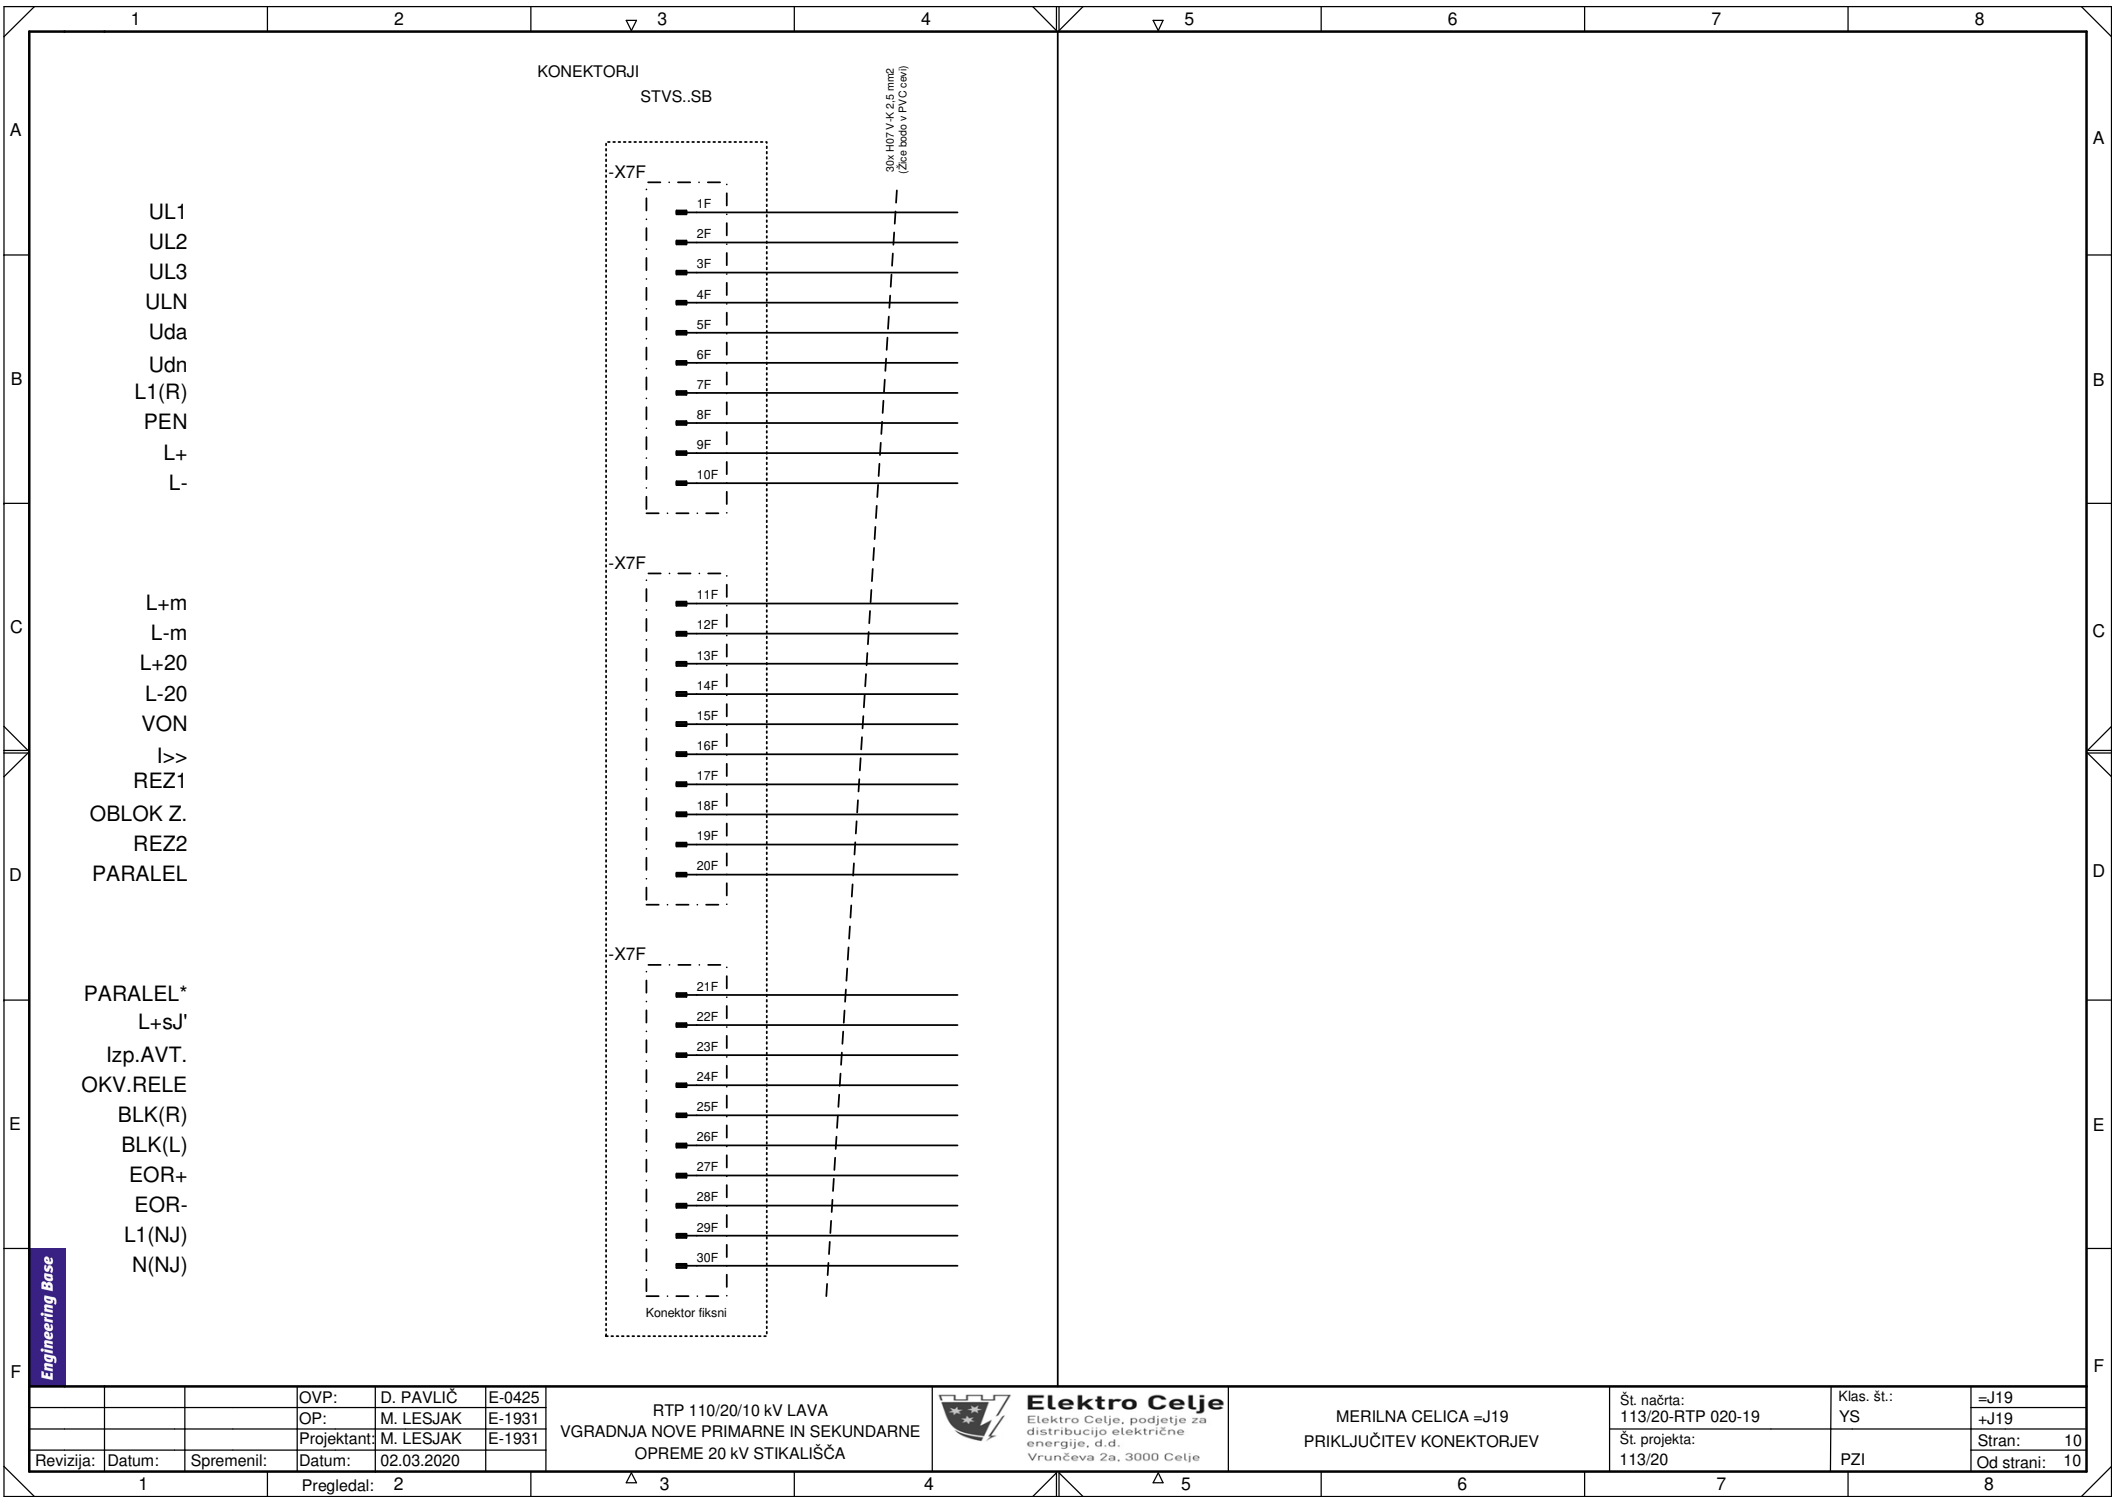 1 2 3 4 5 6 7 8
KONEKTORJI
STVS..SB
30x H07 V-K 2,5 mm2
(Žice bodo v PVC cevi)
A A
-X7F
UL1 1F
UL2 2F
UL3 3F
ULN 4F
Uda 5F
Udn 6F
B B
L1(R) 7F
PEN 8F
L+ 9F
L- 10F
-X7F
L+m 11F
C C
L-m 12F
L+20 13F
L-20 14F
VON 15F
I>> 16F
REZ1 17F
OBLOK Z. 18F
REZ2 19F
D D
PARALEL 20F
-X7F
PARALEL* 21F
L+sJ' 22F
Izp.AVT. 23F
OKV.RELE 24F
BLK(R) 25F
E E
BLK(L) 26F
EOR+ 27F
EOR- 28F
L1(NJ) 29F
N(NJ) 30F
Konektor fiksni
Engineering Base
F F
OVP: D. PAVLIČ E-0425
OP: M. LESJAK E-1931
Projektant: M. LESJAK E-1931
Revizija: Datum: Spremenil: Datum: 02.03.2020
Pregledal:
RTP 110/20/10 kV LAVA
VGRADNJA NOVE PRIMARNE IN SEKUNDARNE
OPREME 20 kV STIKALIŠČA
Elektro Celje
Elektro Celje, podjetje za
distribucijo električne
energije, d.d.
Vrunčeva 2a, 3000 Celje
MERILNA CELICA =J19
PRIKLJUČITEV KONEKTORJEV
Št. načrta:
113/20-RTP 020-19
Št. projekta:
113/20
Klas. št.:
YS
PZI
=J19
+J19
Stran: 10
Od strani: 10
1 2 3 4 5 6 7 8